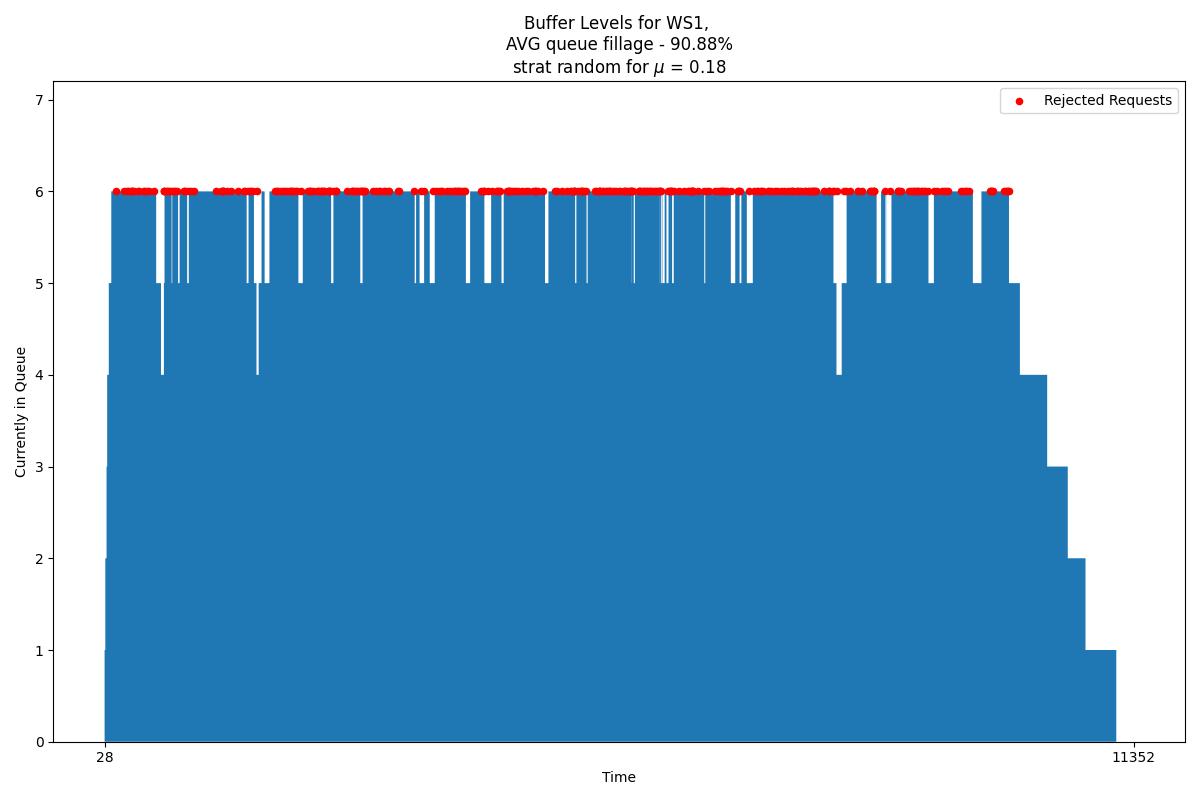 Buffer Levels for WS1,
AVG queue fillage - 90.88%
strat random for μ = 0.18
Rejected Requests
7
6
5
4
3
2
1
0
Currently in Queue
28
11352
Time